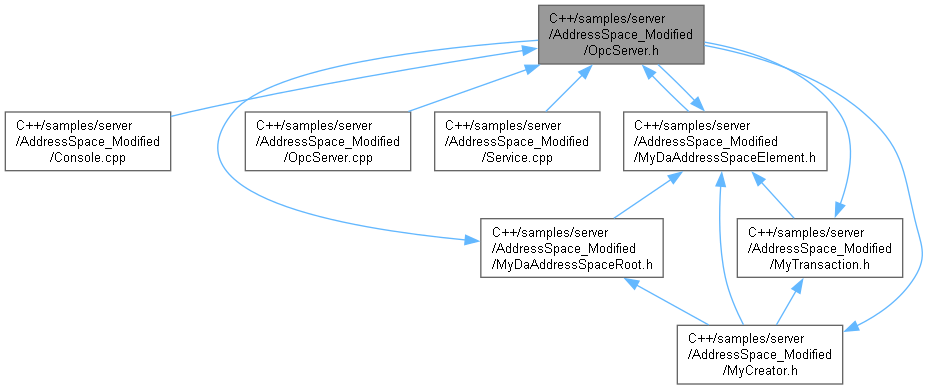 C++/samples/server
/AddressSpace_Modified
/OpcServer.h
C++/samples/server
/AddressSpace_Modified
/Console.cpp
C++/samples/server
/AddressSpace_Modified
/OpcServer.cpp
C++/samples/server
/AddressSpace_Modified
/Service.cpp
C++/samples/server
/AddressSpace_Modified
/MyDaAddressSpaceElement.h
C++/samples/server
/AddressSpace_Modified
/MyDaAddressSpaceRoot.h
C++/samples/server
/AddressSpace_Modified
/MyTransaction.h
C++/samples/server
/AddressSpace_Modified
/MyCreator.h